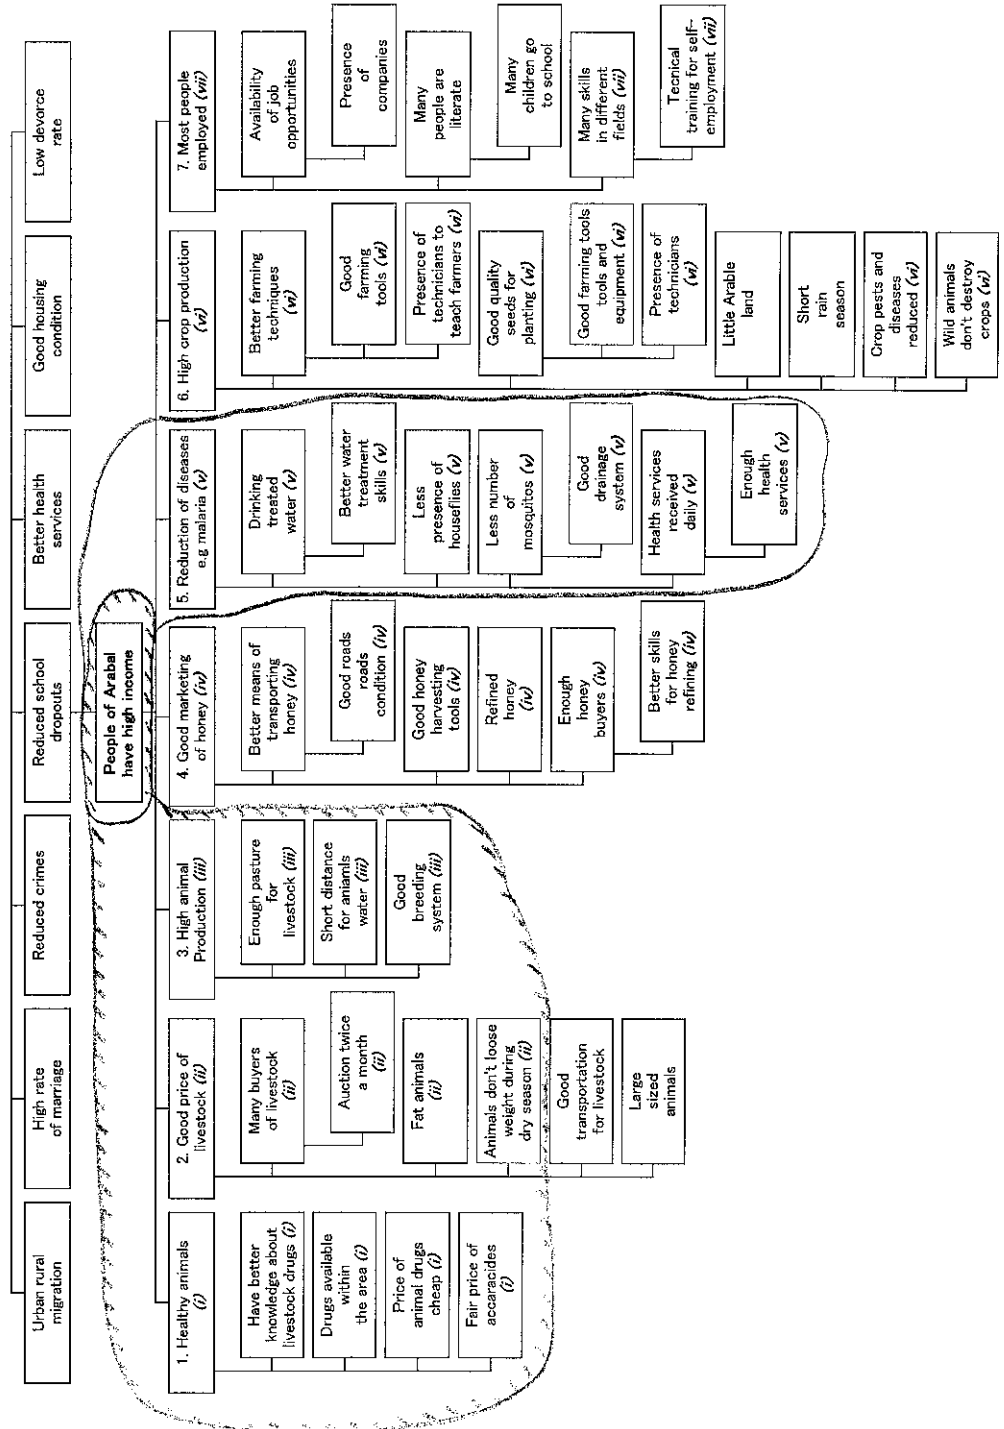 Urban rural
migration
High rate
of marriage
Reduced crimes
Reduced school
dropouts
Better health
services
Good housing
condition
Low devorce
rate
People of Arabal
have high income
1. Healthy animals
(i)
Have better
knowledge about
livestock drugs (i)
Drugs available
within
the area (i)
Price of
animal drugs
cheap (i)
Fair price of
accaracides
(i)
2. Good price of
livestock (ii)
Many buyers
of livestock
(ii)
Auction twice
a month
(ii)
Fat animals
(ii)
Animals don't loose
weight during
dry season (ii)
Good
transportation
for livestock
Large
sized
animals
3. High animal
Production (iii)
Enough pasture
for
livestock (iii)
Short distance
for aniamls
water (iii)
Good
breeding
system (iii)
4. Good marketing
of honey (iv)
Better means of
transporting
honey (iv)
Good roads
roads
condition (iv)
Good honey
harvesting
tools (iv)
Refined
honey
(iv)
Enough
honey
buyers (iv)
Better skills
for honey
refining (iv)
5. Reduction of diseases
e.g malaria (v)
Drinking
treated
water (v)
Better water
treatment
skills (v)
Less
presence of
houseflies (v)
Less number
of
mosquitos (v)
Good
drainage
system (v)
Health services
received
daily (v)
Enough
health
services (v)
6. High crop production
(vi)
Better farming
techniques
(vi)
Good
farming
tools (vi)
Presence of
technicians to
teach farmers (vi)
Good quality
seeds for
planting (vi)
Good farming tools
tools and
equipment (vi)
Presence of
technicians
(vi)
Little Arable
land
Short
rain
season
Crop pests and
diseases
reduced (vi)
Wild animals
don't destroy
crops (vi)
7. Most people
employed (vii)
Availability
of job
opportunities
Presence
of
companies
Many
people are
literate
Many
children go
to school
Many skills
in different
fields (vii)
Tecnical
training for self-
employment (vii)